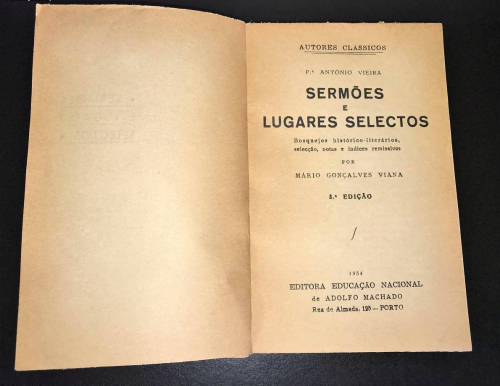 AUTORES CLASSICOS
P.e ANTÓNIO VIEIRA
SERMÕES
E
LUGARES SELECTOS
Bosquejos histórico-literários,
selecção, notas e índices remissivos
POR
MÁRIO GONÇALVES VIANA
3.ª EDIÇÃO
1954
EDITORA EDUCAÇÃO NACIONAL
de ADOLFO MACHADO
Rua de Almada, 125 — PORTO